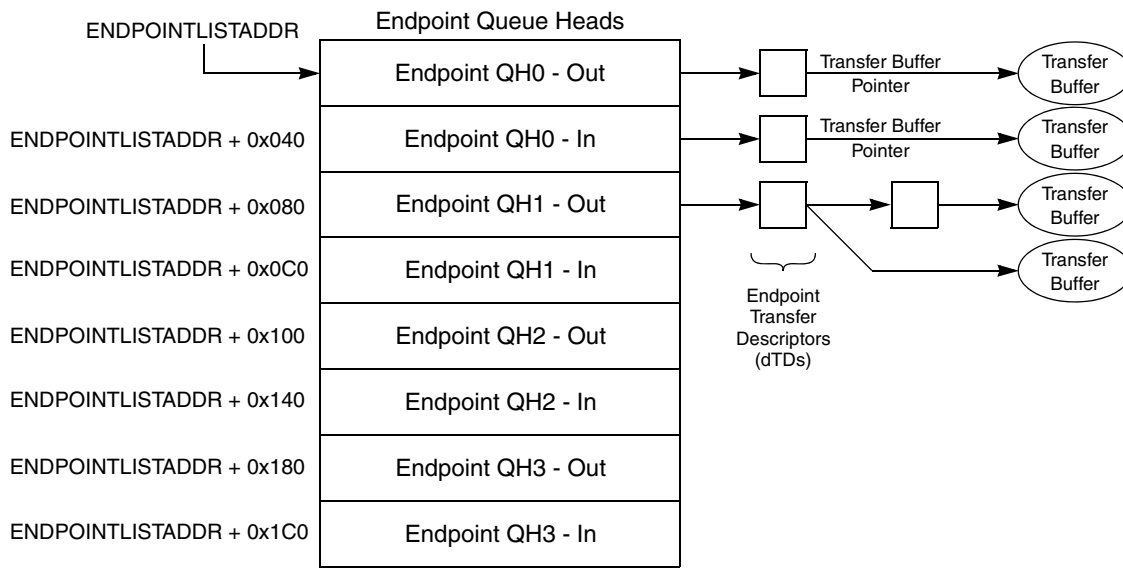 Endpoint Queue Heads
ENDPOINTLISTADDR
Endpoint QH0 - Out
Transfer Buffer
Pointer
Transfer
Buffer
ENDPOINTLISTADDR + 0x040
Endpoint QH0 - In
Transfer Buffer
Pointer
Transfer
Buffer
ENDPOINTLISTADDR + 0x080
Endpoint QH1 - Out
Transfer
Buffer
ENDPOINTLISTADDR + 0x0C0
Endpoint QH1 - In
Transfer
Buffer
Endpoint
Transfer
Descriptors
(dTDs)
ENDPOINTLISTADDR + 0x100
Endpoint QH2 - Out
ENDPOINTLISTADDR + 0x140
Endpoint QH2 - In
ENDPOINTLISTADDR + 0x180
Endpoint QH3 - Out
ENDPOINTLISTADDR + 0x1C0
Endpoint QH3 - In